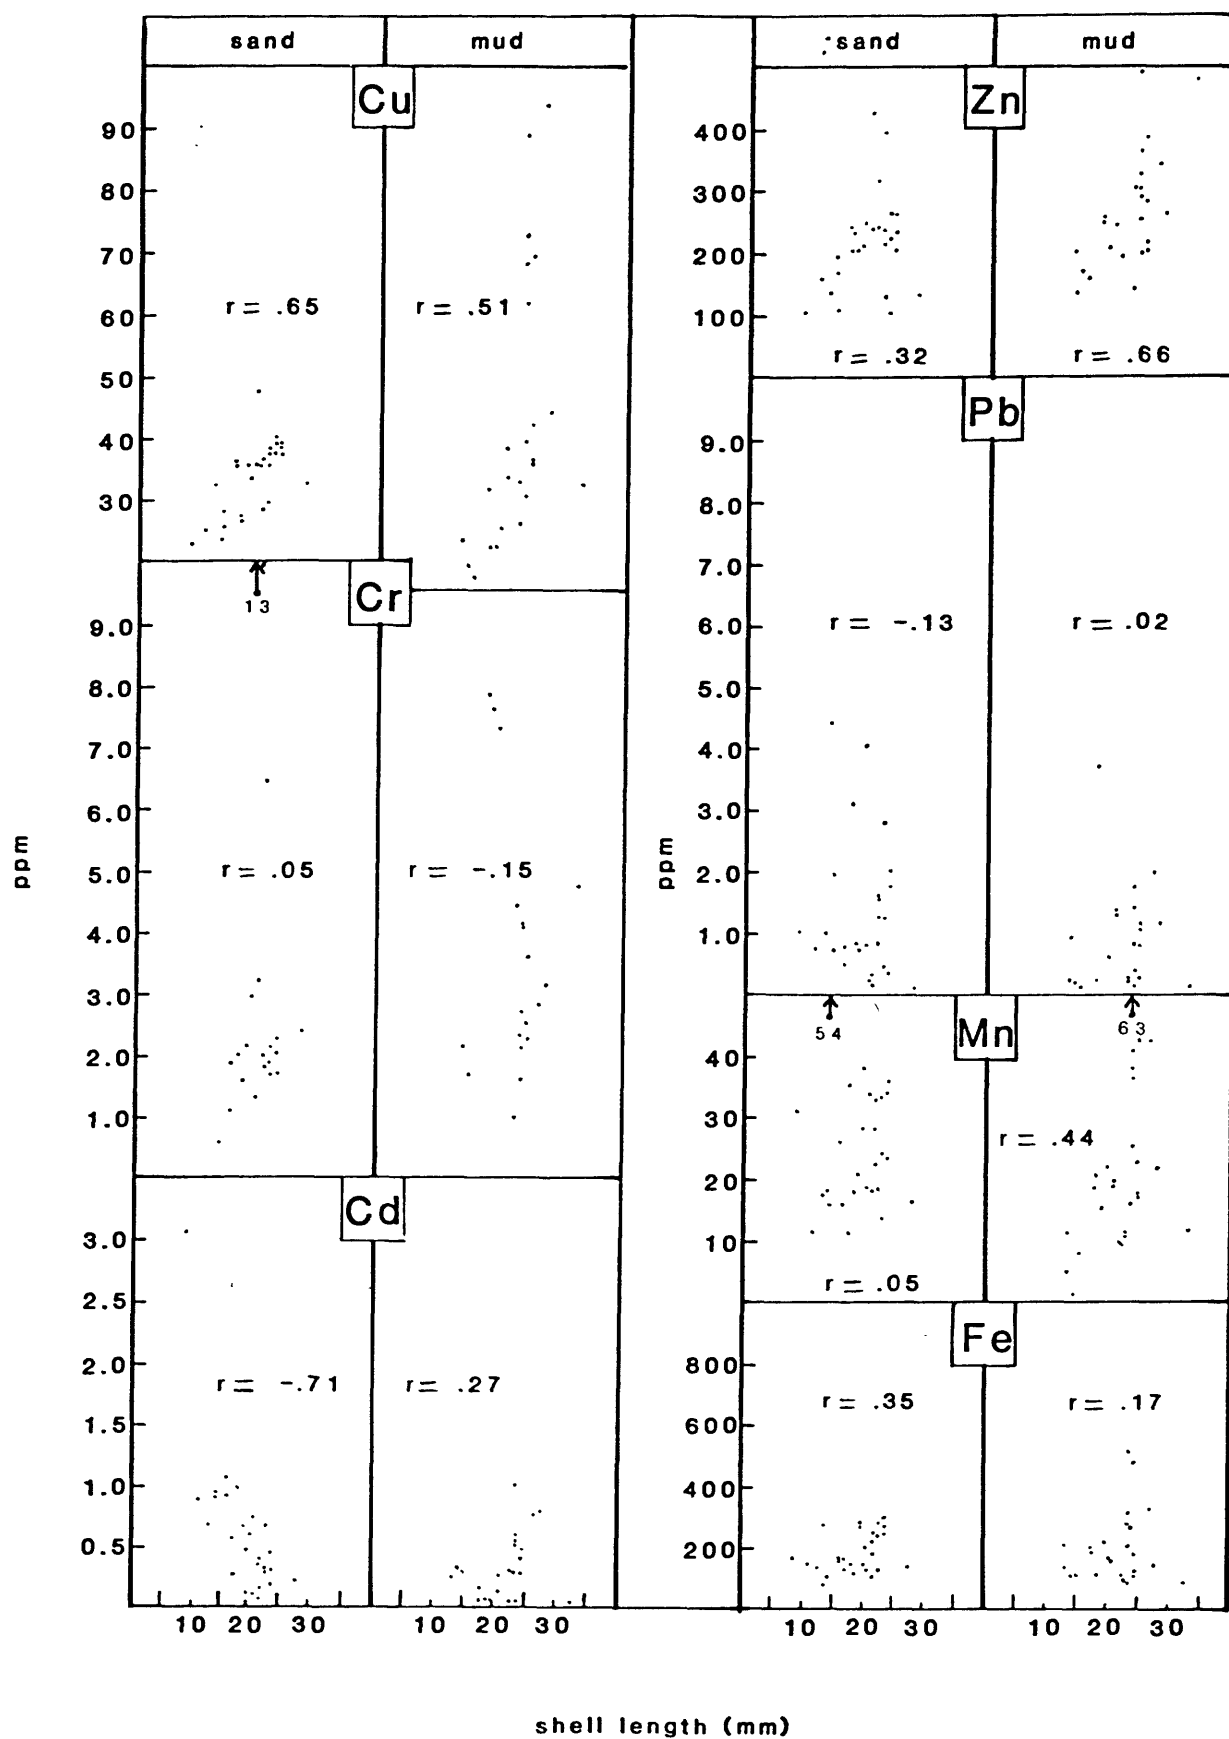 sand mud
Cu
90
80
70
60
50
40
30
r = .65 r = .51
13
Cr
9.0
8.0
7.0
6.0
5.0
4.0
3.0
2.0
1.0
r = .05 r = -.15
ppm
Cd
3.0
2.5
2.0
1.5
1.0
0.5
r = -.71 r = .27
10 20 30 10 20 30
sand mud
Zn
400
300
200
100
r = .32 r = .66
Pb
9.0
8.0
7.0
6.0
5.0
4.0
3.0
2.0
1.0
r = -.13 r = .02
ppm
54 63
Mn
40
30
20
10
r = .44
r = .05
Fe
800
600
400
200
r = .35 r = .17
10 20 30 10 20 30
shell length (mm)